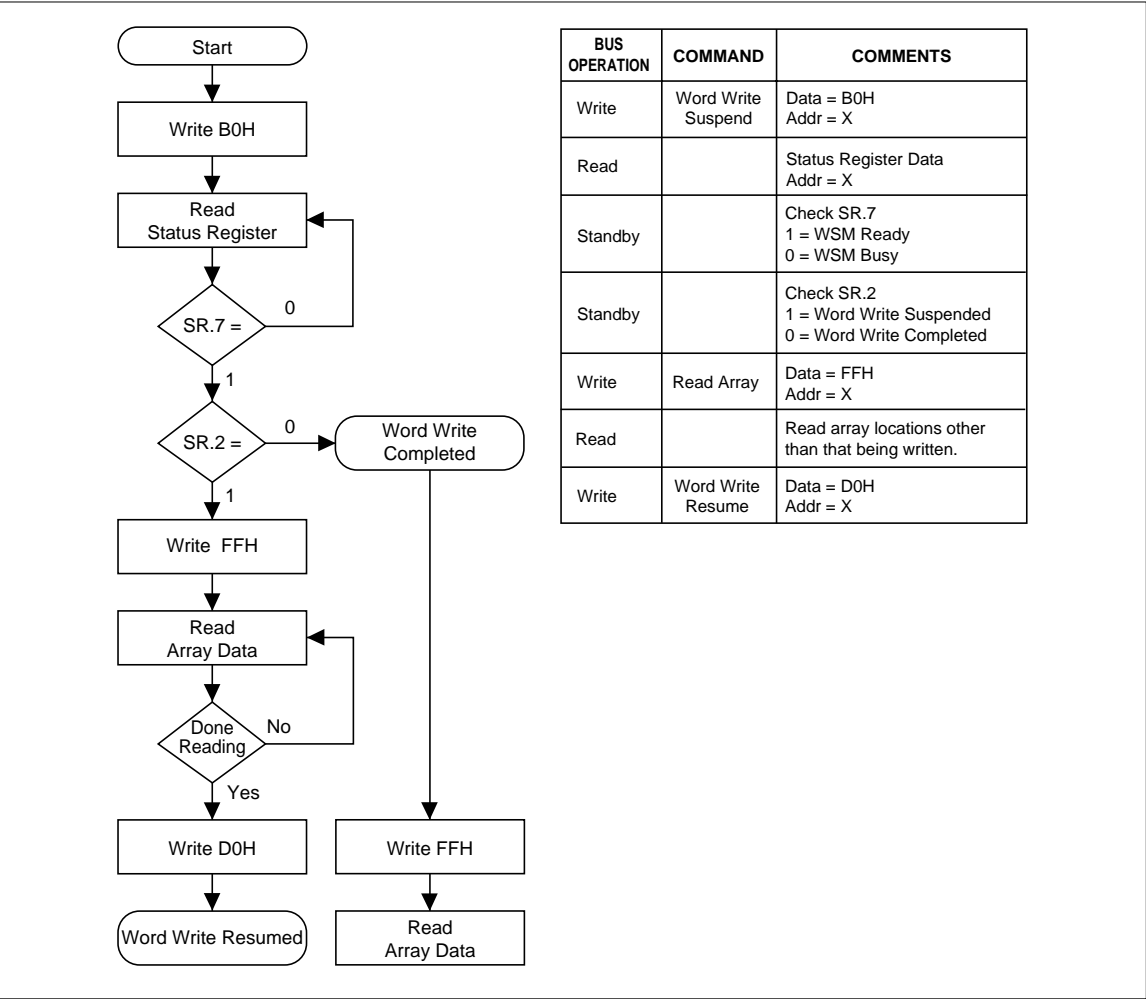 Start
Write B0H
Read
Status Register
SR.7 =
0
1
SR.2 =
0
Word Write
Completed
1
Write FFH
Read
Array Data
Done
Reading
No
Yes
Write D0H
Write FFH
Word Write Resumed
Read
Array Data
BUS
OPERATION
COMMAND
COMMENTS
Write
Word Write
Suspend
Data = B0H
Addr = X
Read
Status Register Data
Addr = X
Standby
Check SR.7
1 = WSM Ready
0 = WSM Busy
Standby
Check SR.2
1 = Word Write Suspended
0 = Word Write Completed
Write
Read Array
Data = FFH
Addr = X
Read
Read array locations other
than that being written.
Write
Word Write
Resume
Data = D0H
Addr = X